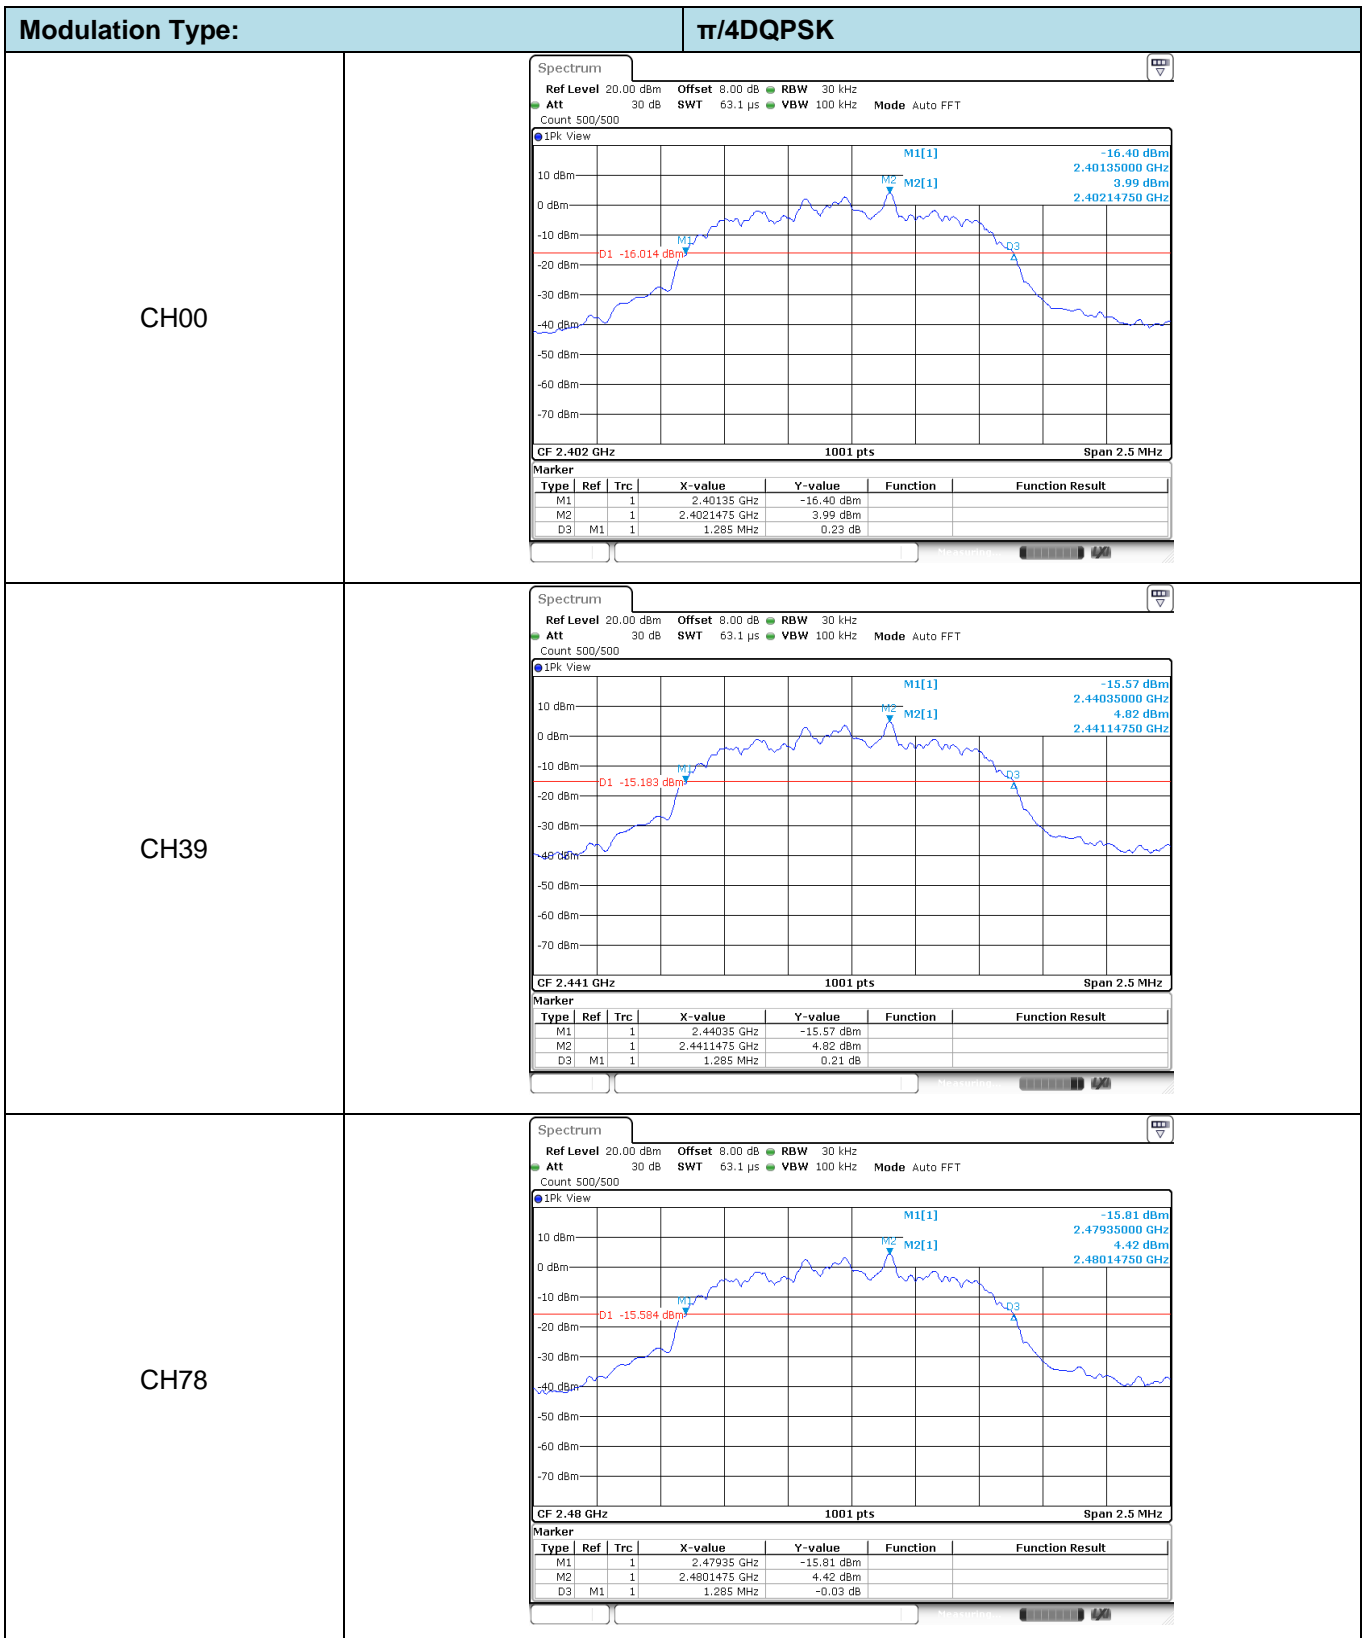 Modulation Type: π/4DQPSK
CH00
Spectrum
Ref Level 20.00 dBm Offset 8.00 dB RBW 30 kHz
Att 30 dB SWT 63.1 µs VBW 100 kHz Mode Auto FFT
Count 500/500
1Pk View
M1[1] -16.40 dBm
2.40135000 GHz
10 dBm
M2 M2[1] 3.99 dBm
2.40214750 GHz
0 dBm
-10 dBm
M1
D3
D1 -16.014 dBm
-20 dBm
-30 dBm
-40 dBm
-50 dBm
-60 dBm
-70 dBm
CF 2.402 GHz 1001 pts Span 2.5 MHz
Marker
Type Ref Trc X-value Y-value Function Function Result
M1 1 2.40135 GHz -16.40 dBm
M2 1 2.4021475 GHz 3.99 dBm
D3 M1 1 1.285 MHz 0.23 dB
Measuring...
LXI
CH39
Spectrum
Ref Level 20.00 dBm Offset 8.00 dB RBW 30 kHz
Att 30 dB SWT 63.1 µs VBW 100 kHz Mode Auto FFT
Count 500/500
1Pk View
M1[1] -15.57 dBm
2.44035000 GHz
10 dBm
M2 M2[1] 4.82 dBm
2.44114750 GHz
0 dBm
-10 dBm
M1
D3
D1 -15.183 dBm
-20 dBm
-30 dBm
-40 dBm
-50 dBm
-60 dBm
-70 dBm
CF 2.441 GHz 1001 pts Span 2.5 MHz
Marker
Type Ref Trc X-value Y-value Function Function Result
M1 1 2.44035 GHz -15.57 dBm
M2 1 2.4411475 GHz 4.82 dBm
D3 M1 1 1.285 MHz 0.21 dB
Measuring...
LXI
CH78
Spectrum
Ref Level 20.00 dBm Offset 8.00 dB RBW 30 kHz
Att 30 dB SWT 63.1 µs VBW 100 kHz Mode Auto FFT
Count 500/500
1Pk View
M1[1] -15.81 dBm
2.47935000 GHz
10 dBm
M2 M2[1] 4.42 dBm
2.48014750 GHz
0 dBm
-10 dBm
M1
D3
D1 -15.584 dBm
-20 dBm
-30 dBm
-40 dBm
-50 dBm
-60 dBm
-70 dBm
CF 2.48 GHz 1001 pts Span 2.5 MHz
Marker
Type Ref Trc X-value Y-value Function Function Result
M1 1 2.47935 GHz -15.81 dBm
M2 1 2.4801475 GHz 4.42 dBm
D3 M1 1 1.285 MHz -0.03 dB
Measuring...
LXI